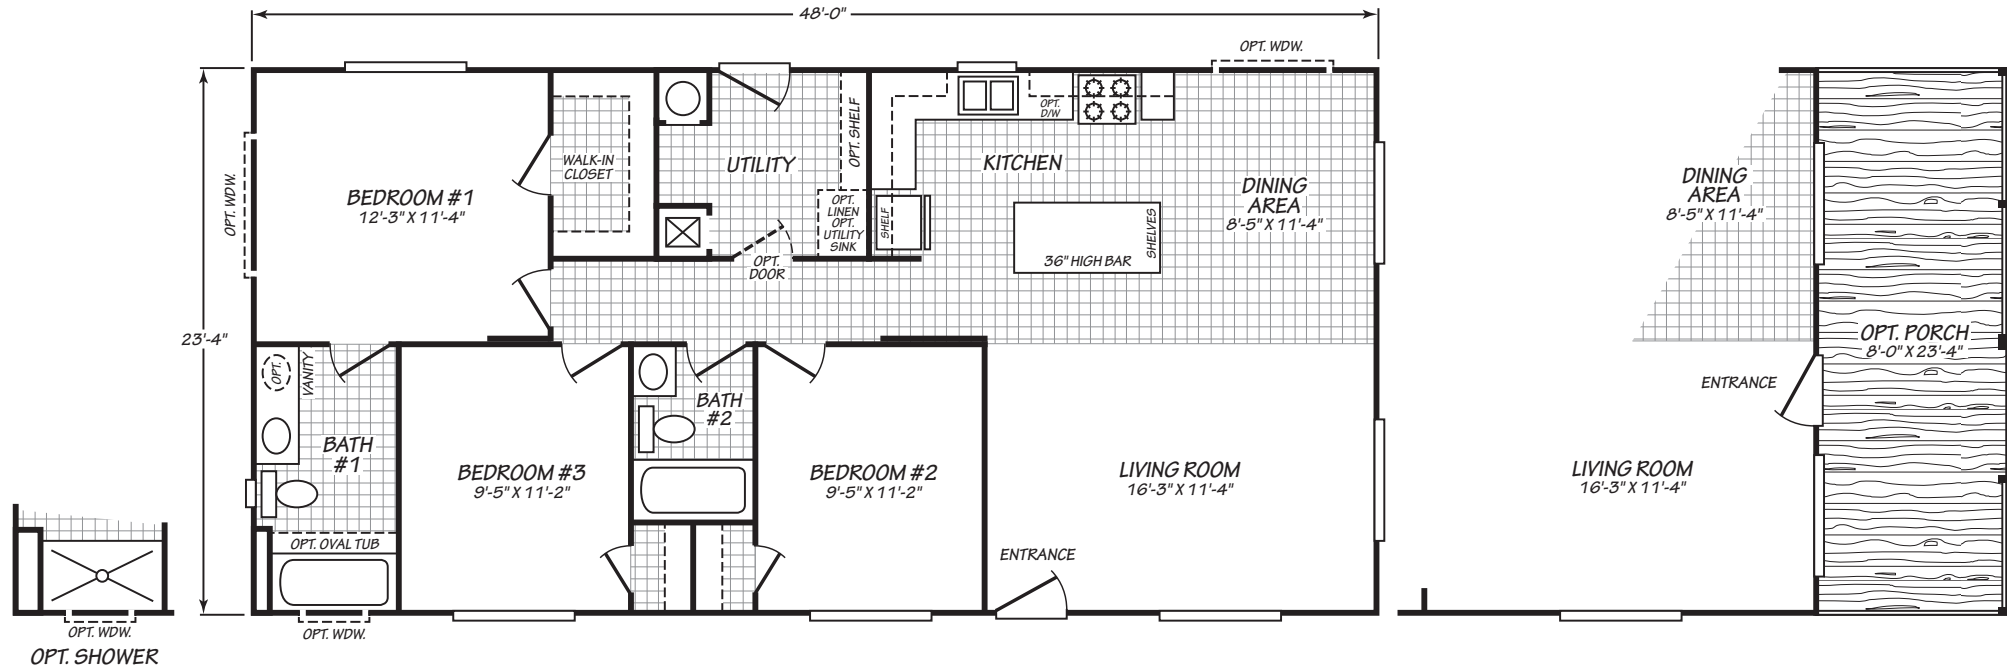 48'-0"
OPT. WDW.
OPT. WDW.
BEDROOM #1
12'-3" X 11'-4"
WALK-IN
CLOSET
UTILITY
OPT. SHELF
OPT.
LINEN
OPT.
UTILITY
SINK
OPT.
DOOR
SHELF
KITCHEN
OPT.
D/W
36" HIGH BAR
SHELVES
DINING
AREA
8'-5" X 11'-4"
23'-4"
OPT.
VANITY
BATH
#1
OPT. OVAL TUB
OPT. WDW.
BEDROOM #3
9'-5" X 11'-2"
BATH
#2
BEDROOM #2
9'-5" X 11'-2"
LIVING ROOM
16'-3" X 11'-4"
ENTRANCE
OPT. WDW.
OPT. SHOWER
DINING
AREA
8'-5" X 11'-4"
OPT. PORCH
8'-0" X 23'-4"
ENTRANCE
LIVING ROOM
16'-3" X 11'-4"